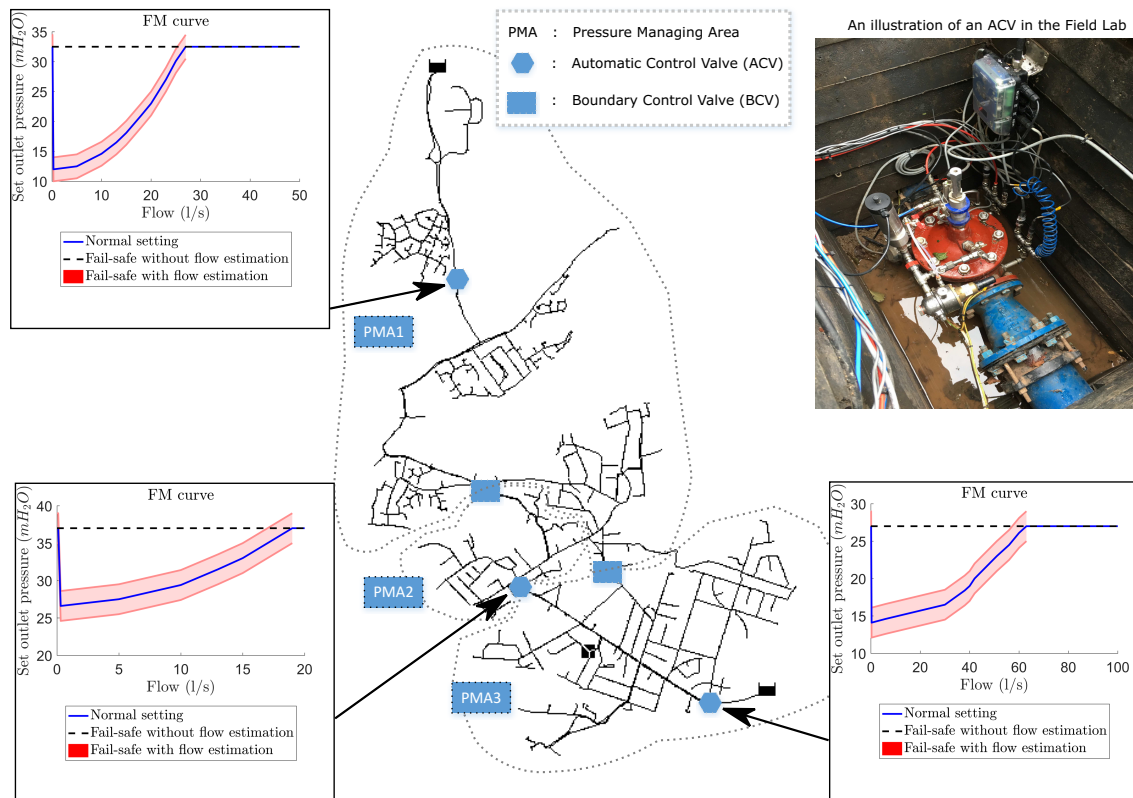 FM curve
Set outlet pressure (mH₂O)
35
30
25
20
15
10
0
10
20
30
40
50
Flow (l/s)
Normal setting
Fail-safe without flow estimation
Fail-safe with flow estimation
PMA : Pressure Managing Area
: Automatic Control Valve (ACV)
: Boundary Control Valve (BCV)
An illustration of an ACV in the Field Lab
PMA1
PMA2
PMA3
FM curve
Set outlet pressure (mH₂O)
40
35
30
25
20
0
5
10
15
20
Flow (l/s)
Normal setting
Fail-safe without flow estimation
Fail-safe with flow estimation
FM curve
Set outlet pressure (mH₂O)
30
25
20
15
10
0
20
40
60
80
100
Flow (l/s)
Normal setting
Fail-safe without flow estimation
Fail-safe with flow estimation